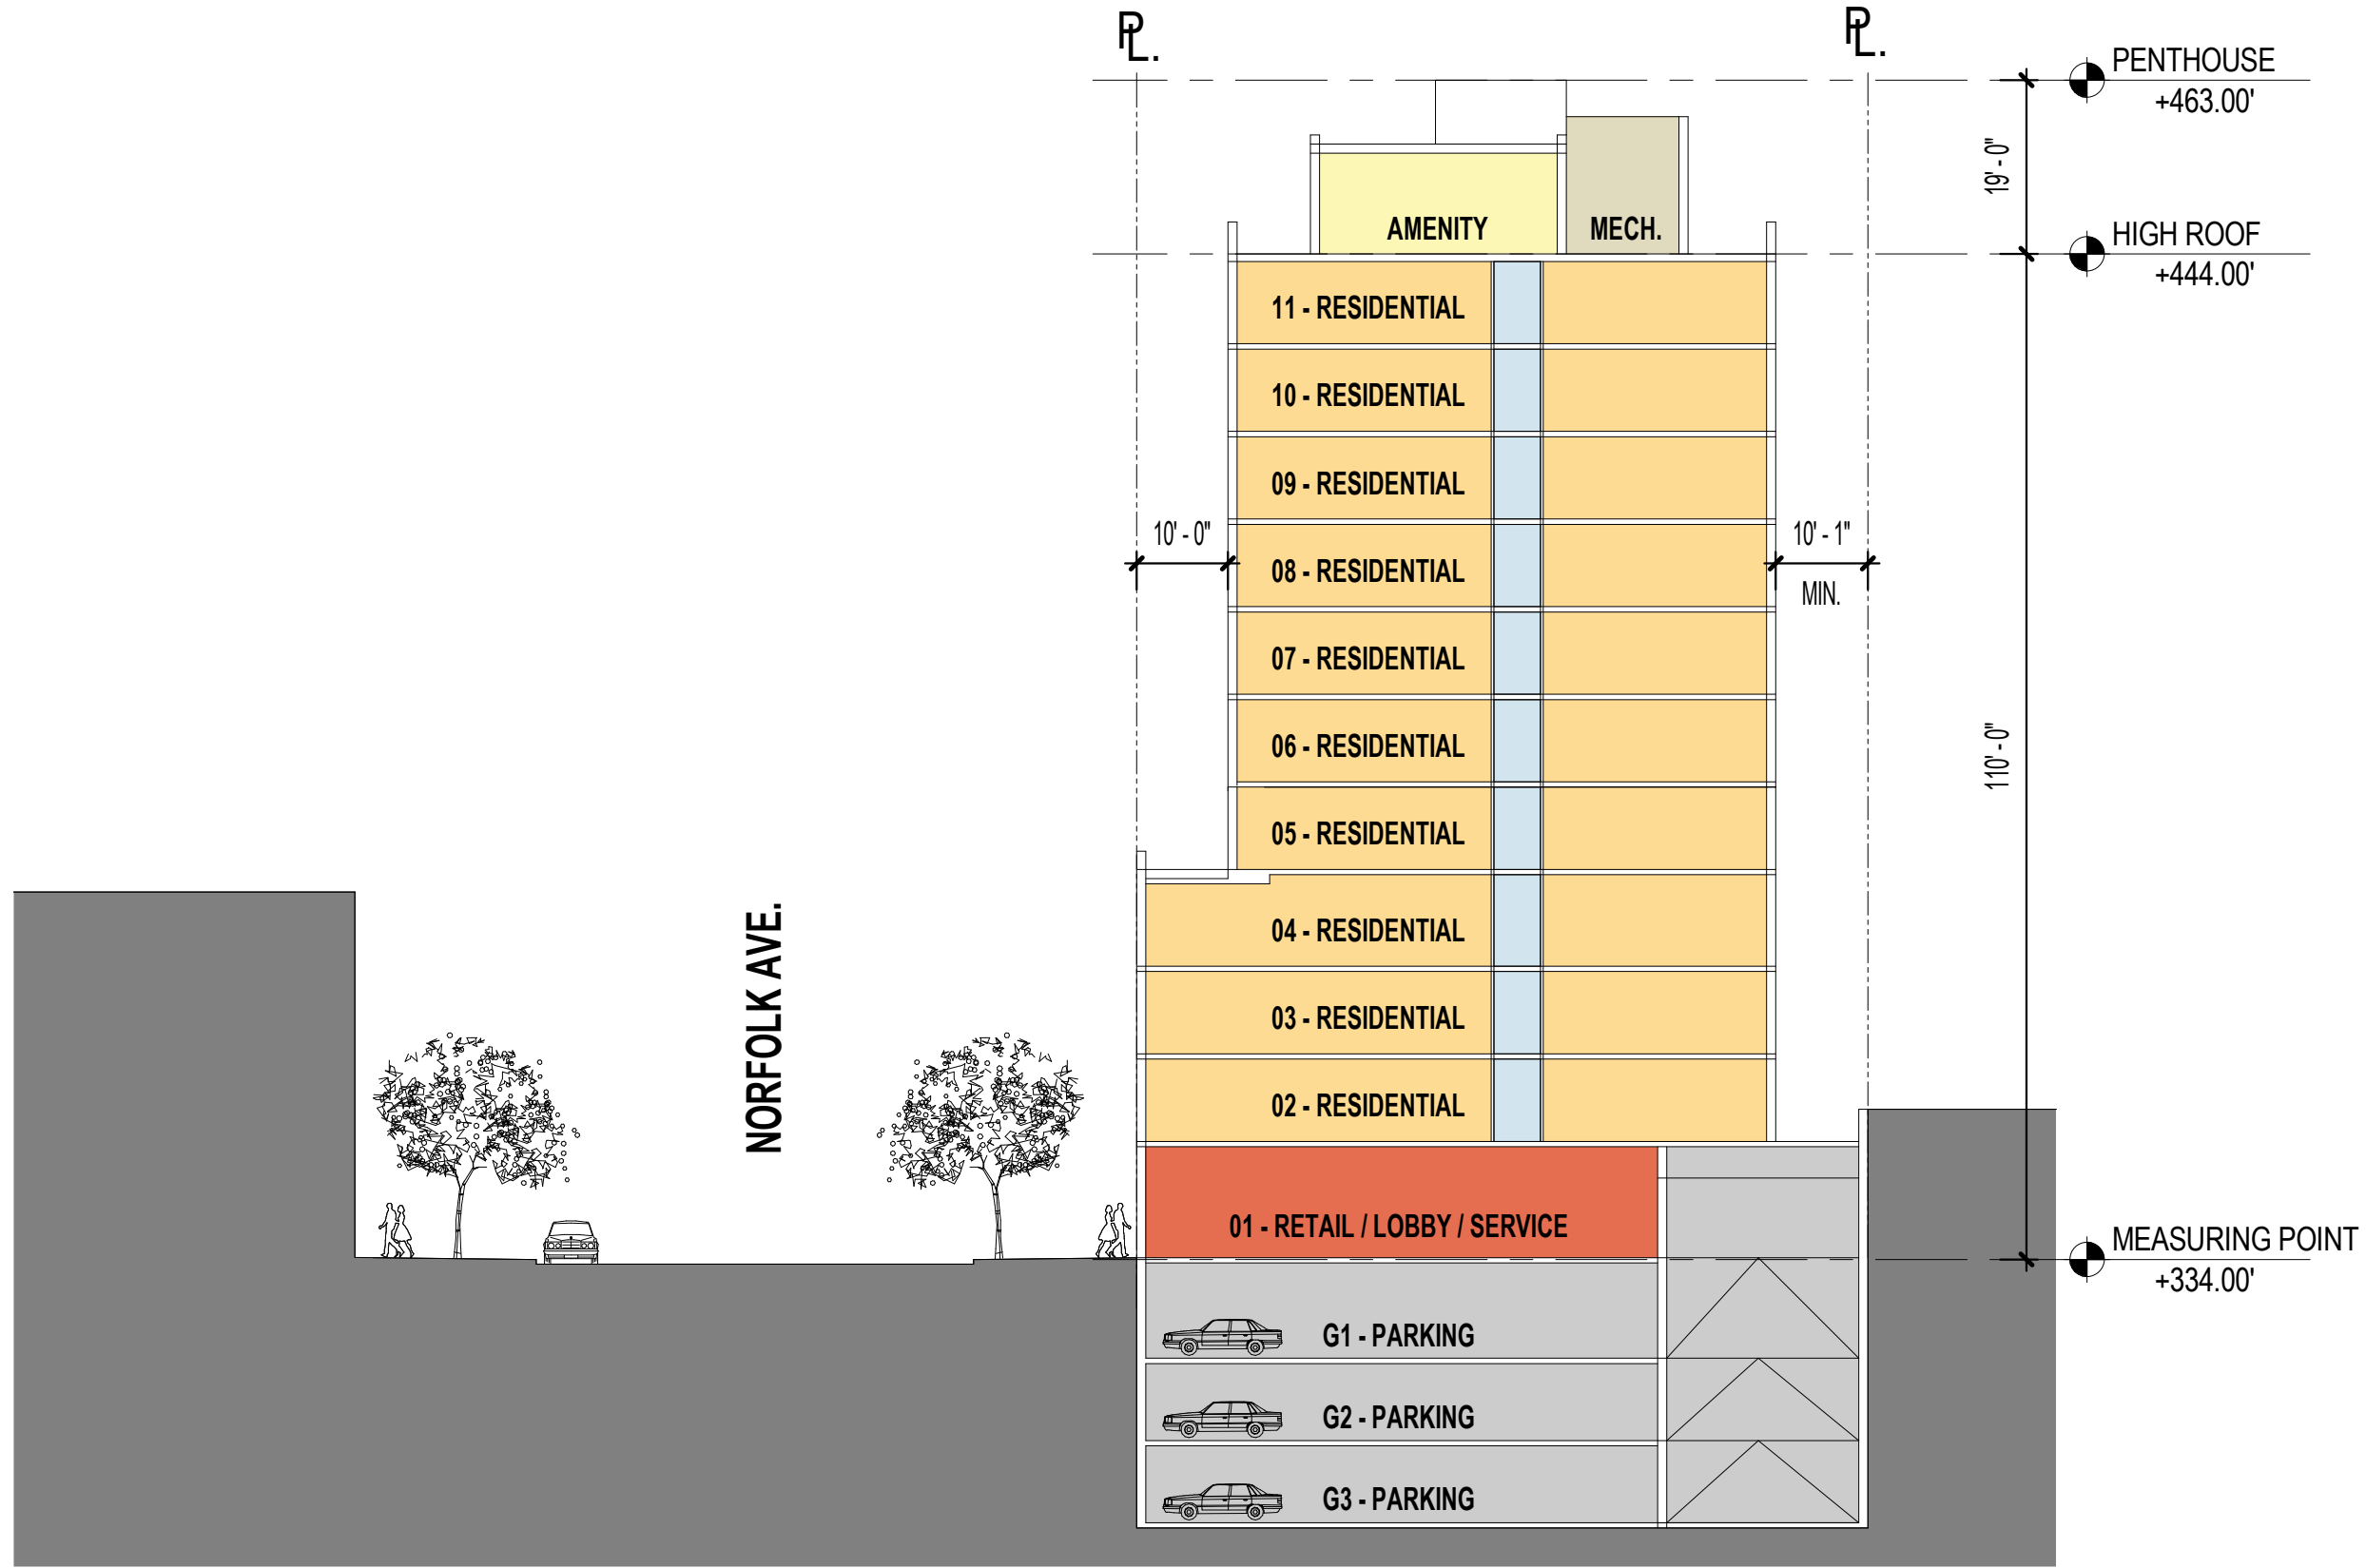 PL.
PL.
PENTHOUSE
+463.00'
19' - 0"
HIGH ROOF
+444.00'
AMENITY
MECH.
11 - RESIDENTIAL
10 - RESIDENTIAL
09 - RESIDENTIAL
10' - 0"
10' - 1"
MIN.
08 - RESIDENTIAL
07 - RESIDENTIAL
06 - RESIDENTIAL
110' - 0"
05 - RESIDENTIAL
04 - RESIDENTIAL
NORFOLK AVE.
03 - RESIDENTIAL
02 - RESIDENTIAL
01 - RETAIL / LOBBY / SERVICE
MEASURING POINT
+334.00'
G1 - PARKING
G2 - PARKING
G3 - PARKING